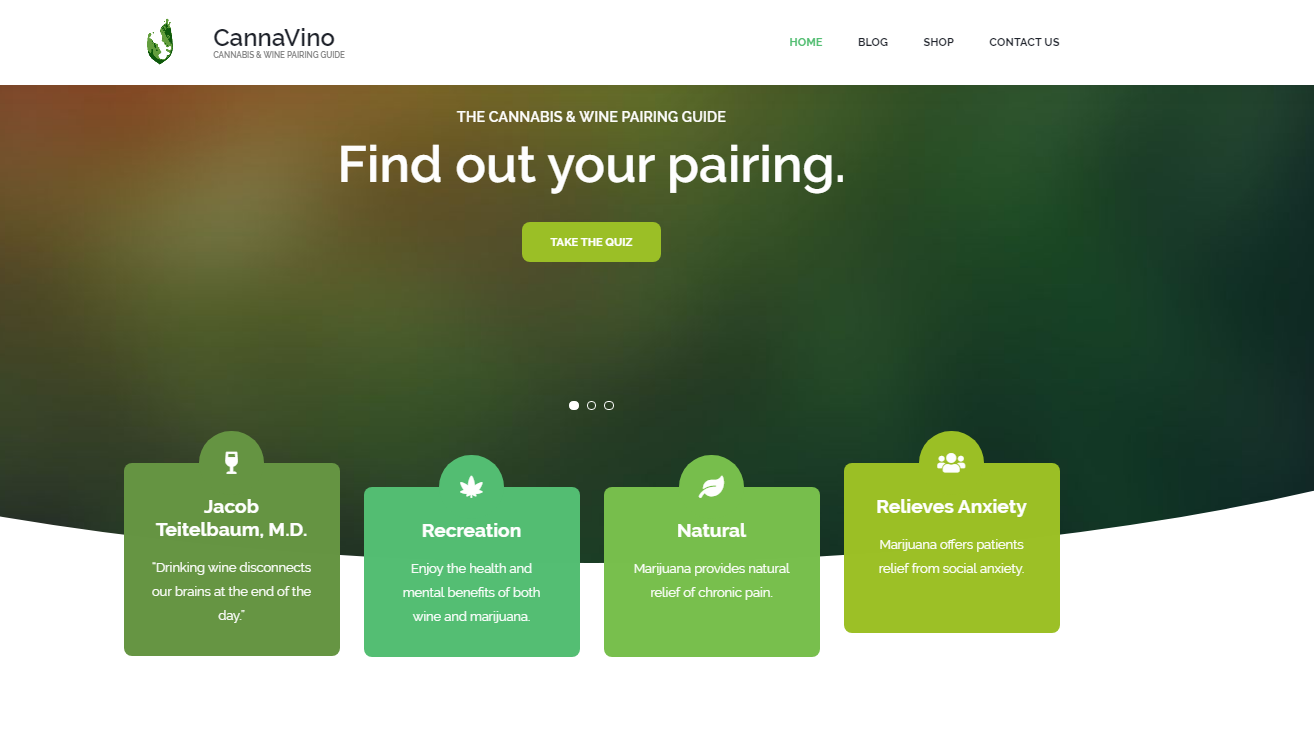 CannaVino
CANNABIS & WINE PAIRING GUIDE
HOME
BLOG
SHOP
CONTACT US
THE CANNABIS & WINE PAIRING GUIDE
Find out your pairing.
TAKE THE QUIZ
Jacob
Teitelbaum, M.D.
"Drinking wine disconnects
our brains at the end of the
day."
Recreation
Enjoy the health and
mental benefits of both
wine and marijuana.
Natural
Marijuana provides natural
relief of chronic pain.
Relieves Anxiety
Marijuana offers patients
relief from social anxiety.